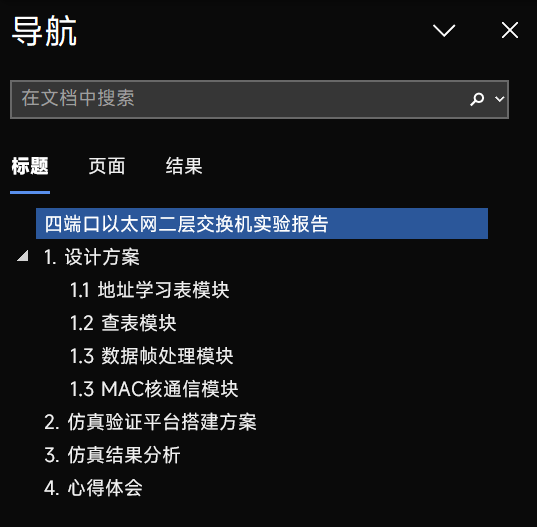 导航
在文档中搜索
标题 页面 结果
四端口以太网二层交换机实验报告
1. 设计方案
1.1 地址学习表模块
1.2 查表模块
1.3 数据帧处理模块
1.3 MAC核通信模块
2. 仿真验证平台搭建方案
3. 仿真结果分析
4. 心得体会